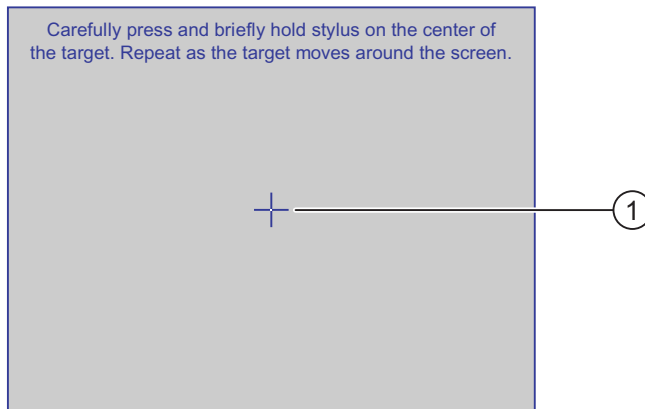 Carefully press and briefly hold stylus on the center of
the target. Repeat as the target moves around the screen.
1